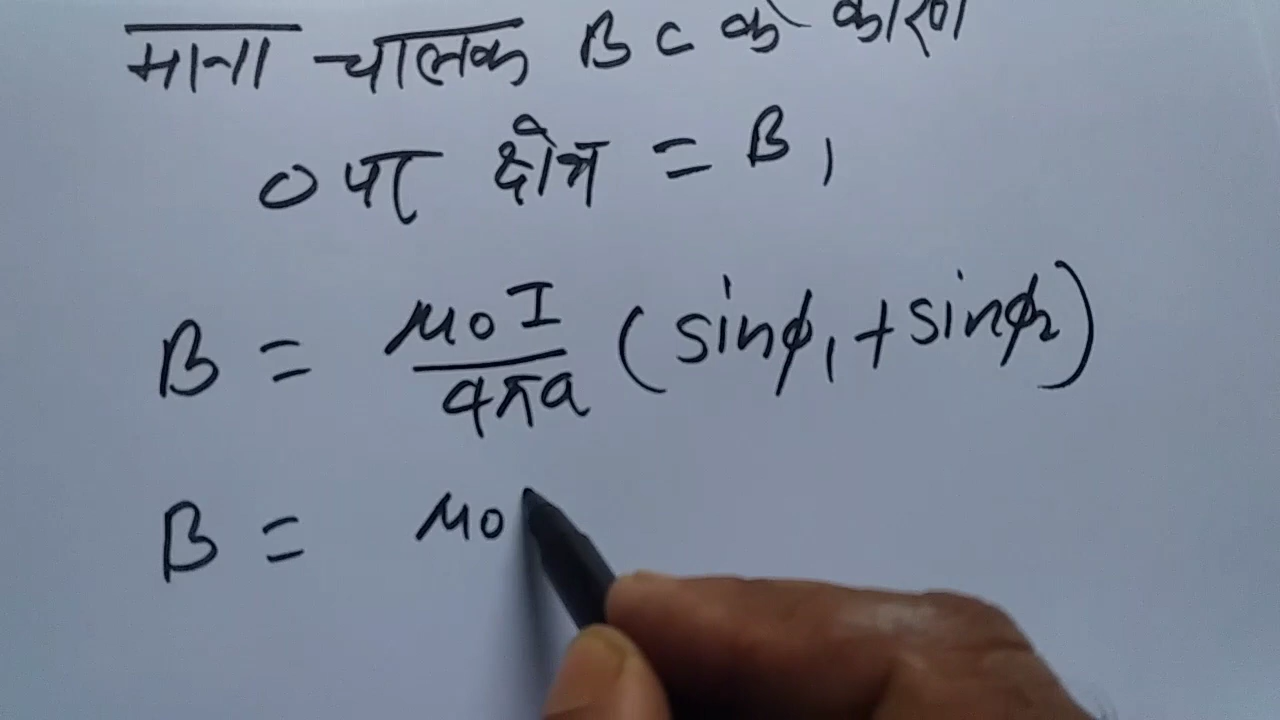 माना चालक BC के कारण
O पर क्षेत्र = B₁
B = μ₀I/4πa (sinϕ₁ + sinϕ₂)
B = μ₀